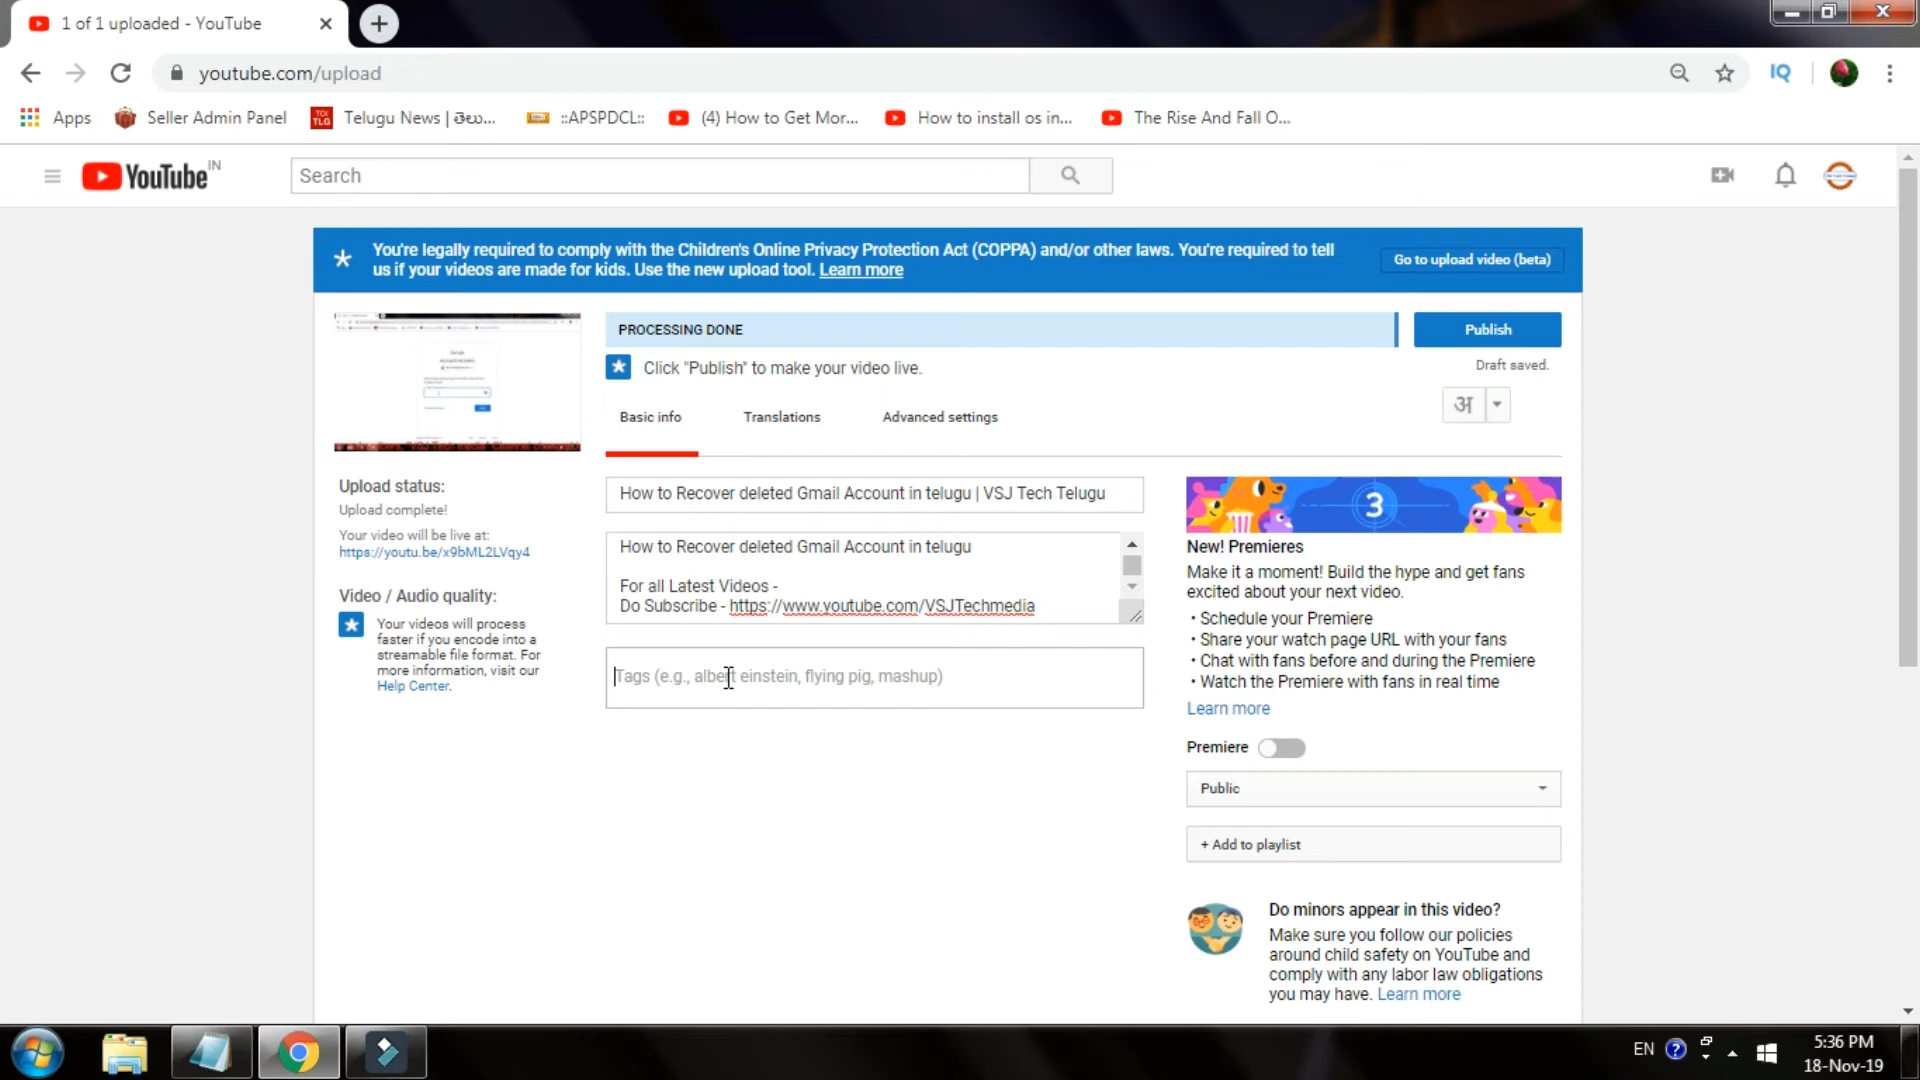 1 of 1 uploaded - YouTube
youtube.com/upload
IQ
Apps
Seller Admin Panel
TOI TLG
Telugu News | తెలు...
::APSPDCL::
(4) How to Get Mor...
How to install os in...
The Rise And Fall O...
YouTube IN
Search
You're legally required to comply with the Children's Online Privacy Protection Act (COPPA) and/or other laws. You're required to tell
us if your videos are made for kids. Use the new upload tool. Learn more
Go to upload video (beta)
PROCESSING DONE
Publish
Click "Publish" to make your video live.
Draft saved.
Basic info
Translations
Advanced settings
अ
Upload status:
Upload complete!
Your video will be live at:
https://youtu.be/x9bML2LVqy4
Video / Audio quality:
Your videos will process
faster if you encode into a
streamable file format. For
more information, visit our
Help Center.
How to Recover deleted Gmail Account in telugu | VSJ Tech Telugu
How to Recover deleted Gmail Account in telugu
For all Latest Videos -
Do Subscribe - https://www.youtube.com/VSJTechmedia
Tags (e.g., albert einstein, flying pig, mashup)
3
New! Premieres
Make it a moment! Build the hype and get fans
excited about your next video.
• Schedule your Premiere
• Share your watch page URL with your fans
• Chat with fans before and during the Premiere
• Watch the Premiere with fans in real time
Learn more
Premiere
Public
+ Add to playlist
Do minors appear in this video?
Make sure you follow our policies
around child safety on YouTube and
comply with any labor law obligations
you may have. Learn more
EN
5:36 PM
18-Nov-19